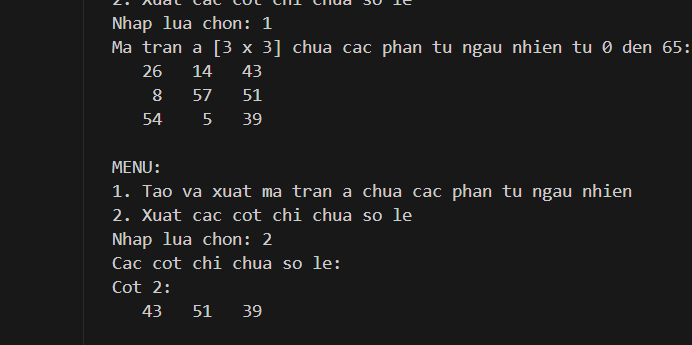 2. Xuat cac cot chi chua so le
Nhap lua chon: 1
Ma tran a [3 x 3] chua cac phan tu ngau nhien tu 0 den 65:
26 14 43
8 57 51
54 5 39
MENU:
1. Tao va xuat ma tran a chua cac phan tu ngau nhien
2. Xuat cac cot chi chua so le
Nhap lua chon: 2
Cac cot chi chua so le:
Cot 2:
43 51 39